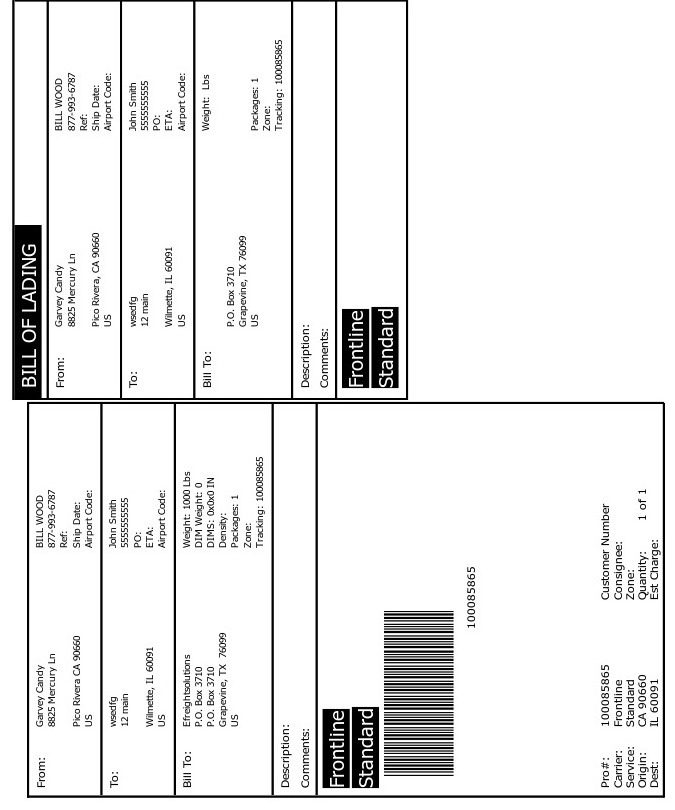 BILL OF LADING
From:
Garvey Candy
8825 Mercury Ln
Pico Rivera, CA 90660
US
BILL WOOD
877-993-6787
Ref:
Ship Date:
Airport Code:
To:
wsedfg
12 main
Wilmette, IL 60091
US
John Smith
5555555555
PO:
ETA:
Airport Code:
Bill To:
P.O. Box 3710
Grapevine, TX 76099
US
Weight: Lbs
Packages: 1
Zone:
Tracking: 100085865
Description:
Comments:
Frontline
Standard
From:
Garvey Candy
8825 Mercury Ln
Pico Rivera CA 90660
US
BILL WOOD
877-993-6787
Ref:
Ship Date:
Airport Code:
To:
wsedfg
12 main
Wilmette, IL 60091
US
John Smith
5555555555
PO:
ETA:
Airport Code:
Bill To:
Efreightsolutions
P.O. Box 3710
P.O. Box 3710
Grapevine, TX 76099
US
Weight: 1000 Lbs
DIM Weight: 0
DIMS: 0x0x0 IN
Density:
Packages: 1
Zone:
Tracking: 100085865
Description:
Comments:
Frontline
Standard
100085865
Pro#: 100085865 Customer Number
Carrier: Frontline Consignee:
Service: Standard Zone:
Origin: CA 90660 Quantity: 1 of 1
Dest: IL 60091 Est Charge: